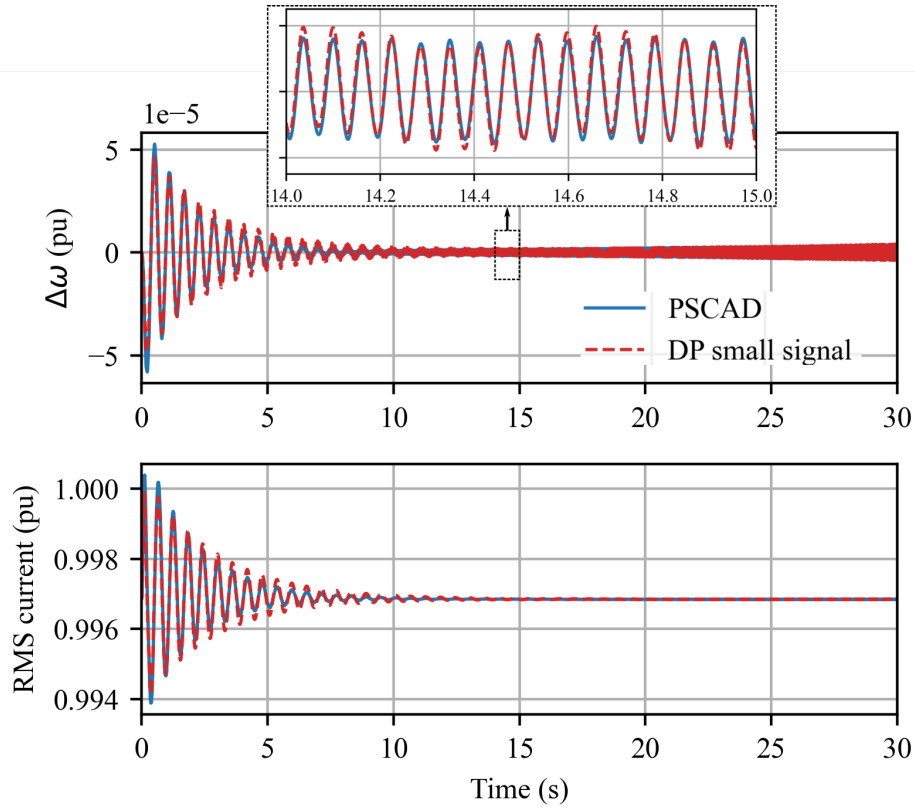 14.0 14.2 14.4 14.6 14.8 15.0
1e−5
5
0
−5
Δω (pu)
PSCAD
DP small signal
0 5 10 15 20 25 30
1.000
0.998
0.996
0.994
RMS current (pu)
0 5 10 15 20 25 30
Time (s)